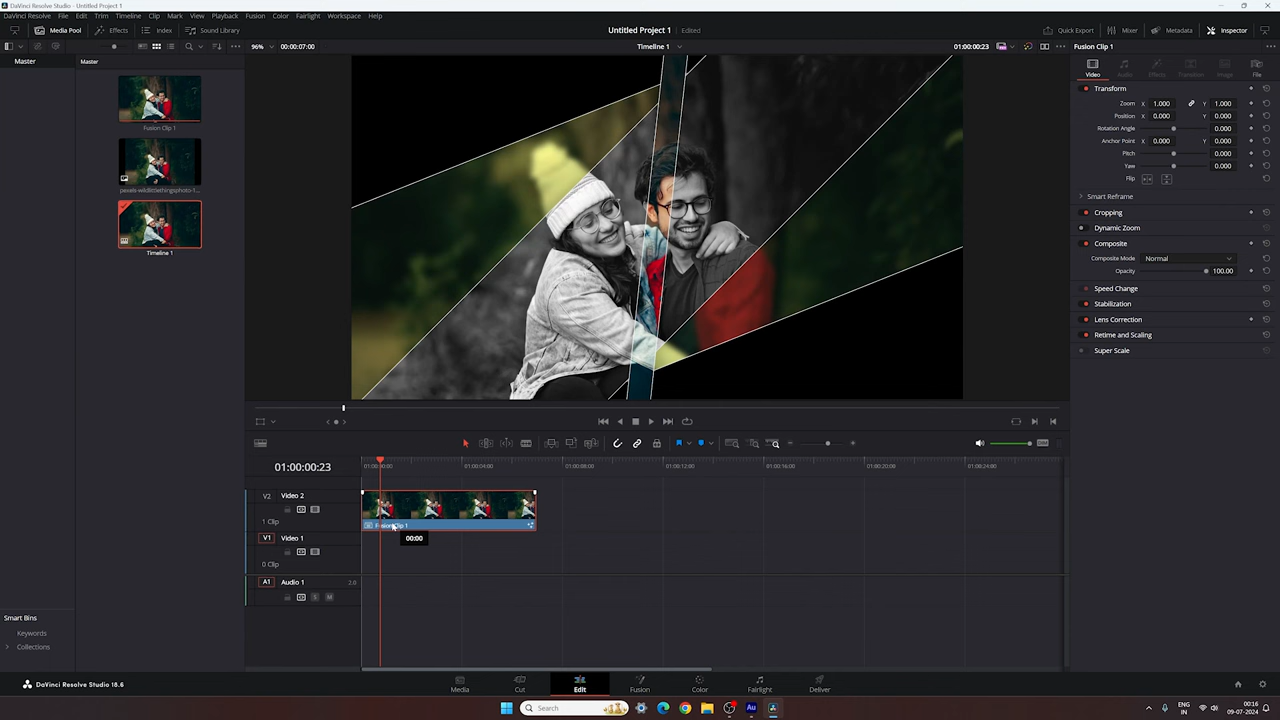 DaVinci Resolve Studio - Untitled Project 1
DaVinci Resolve File Edit Trim Timeline Clip Mark View Playback Fusion Color Fairlight Workspace Help
Media Pool Effects Index Sound Library Untitled Project 1 Edited Quick Export Mixer Metadata Inspector
96% 00:00:07:00 Timeline 1 01:00:00:23 Fusion Clip 1
Master Master
Video Audio Effects Transition Image File
Transform
Zoom X 1.000 Y 1.000
Position X 0.000 Y 0.000
Rotation Angle 0.000
Anchor Point X 0.000 Y 0.000
Pitch 0.000
Yaw 0.000
Flip
Smart Reframe
Cropping
Dynamic Zoom
Composite
Composite Mode Normal
Opacity 100.00
Speed Change
Stabilization
Lens Correction
Retime and Scaling
Super Scale
Fusion Clip 1
pexels-wildlittlethingsphoto-1...
Timeline 1
01:00:00:23
01:00:00:00 01:00:04:00 01:00:08:00 01:00:12:00 01:00:16:00 01:00:20:00 01:00:24:00
V2 Video 2
1 Clip
Fusion Clip 1
00:00
V1 Video 1
0 Clip
A1 Audio 1 2.0
S M
Smart Bins
Keywords
Collections
DaVinci Resolve Studio 18.6
Media Cut Edit Fusion Color Fairlight Deliver
Search
Au
ENG
IN
00:16
09-07-2024